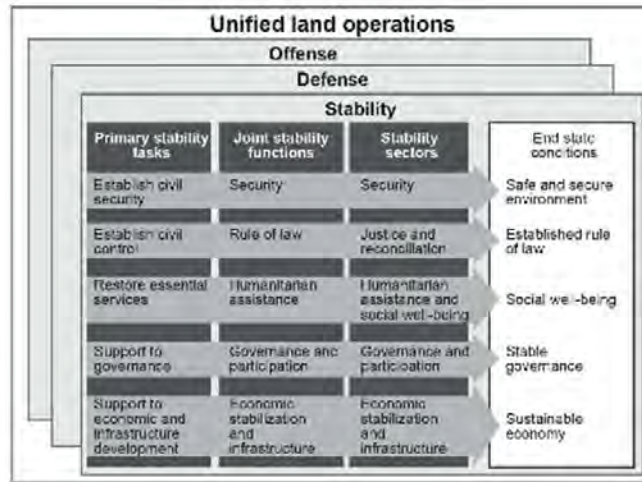 Unified land operations
Offense
Defense
Stability
Primary stability
tasks
Joint stability
functions
Stability
sectors
End state
conditions
Establish civil
security
Security
Security
Safe and secure
environment
Establish civil
control
Rule of law
Justice and
reconciliation
Established rule
of law
Restore essential
services
Humanitarian
assistance
Humanitarian
assistance and
social well-being
Social well-being
Support to
governance
Governance and
participation
Governance and
participation
Stable
governance
Support to
economic and
infrastructure
development
Economic
stabilization
and
infrastructure
Economic
stabilization
and
infrastructure
Sustainable
economy